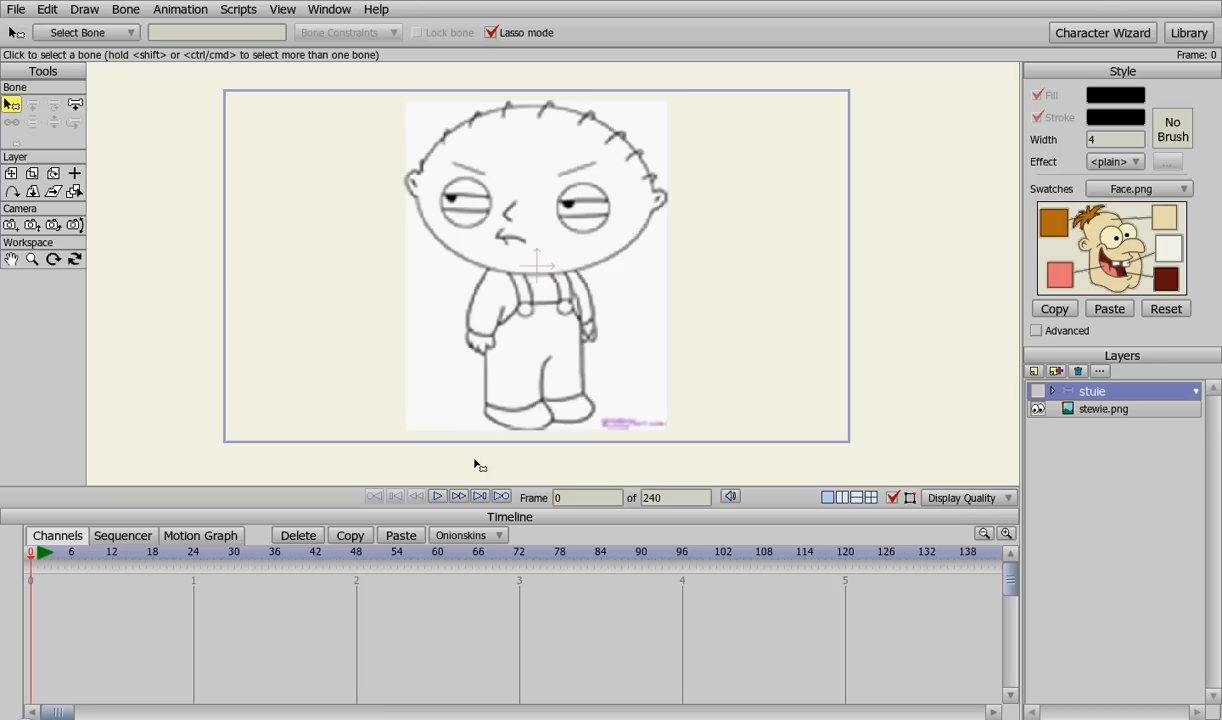 File Edit Draw Bone Animation Scripts View Window Help
Select Bone Bone Constraints Lock bone Lasso mode Character Wizard Library
Click to select a bone (hold <shift> or <ctrl/cmd> to select more than one bone) Frame: 0
Tools
Bone
Layer
Camera
Workspace
Style
Fill
Stroke
No Brush
Width 4
Effect <plain> ...
Swatches Face.png
Copy Paste Reset
Advanced
Layers
...
stuie
stewie.png
Frame 0 of 240 Display Quality
Timeline
Channels Sequencer Motion Graph Delete Copy Paste Onionskins
0 6 12 18 24 30 36 42 48 54 60 66 72 78 84 90 96 102 108 114 120 126 132 138
0 1 2 3 4 5